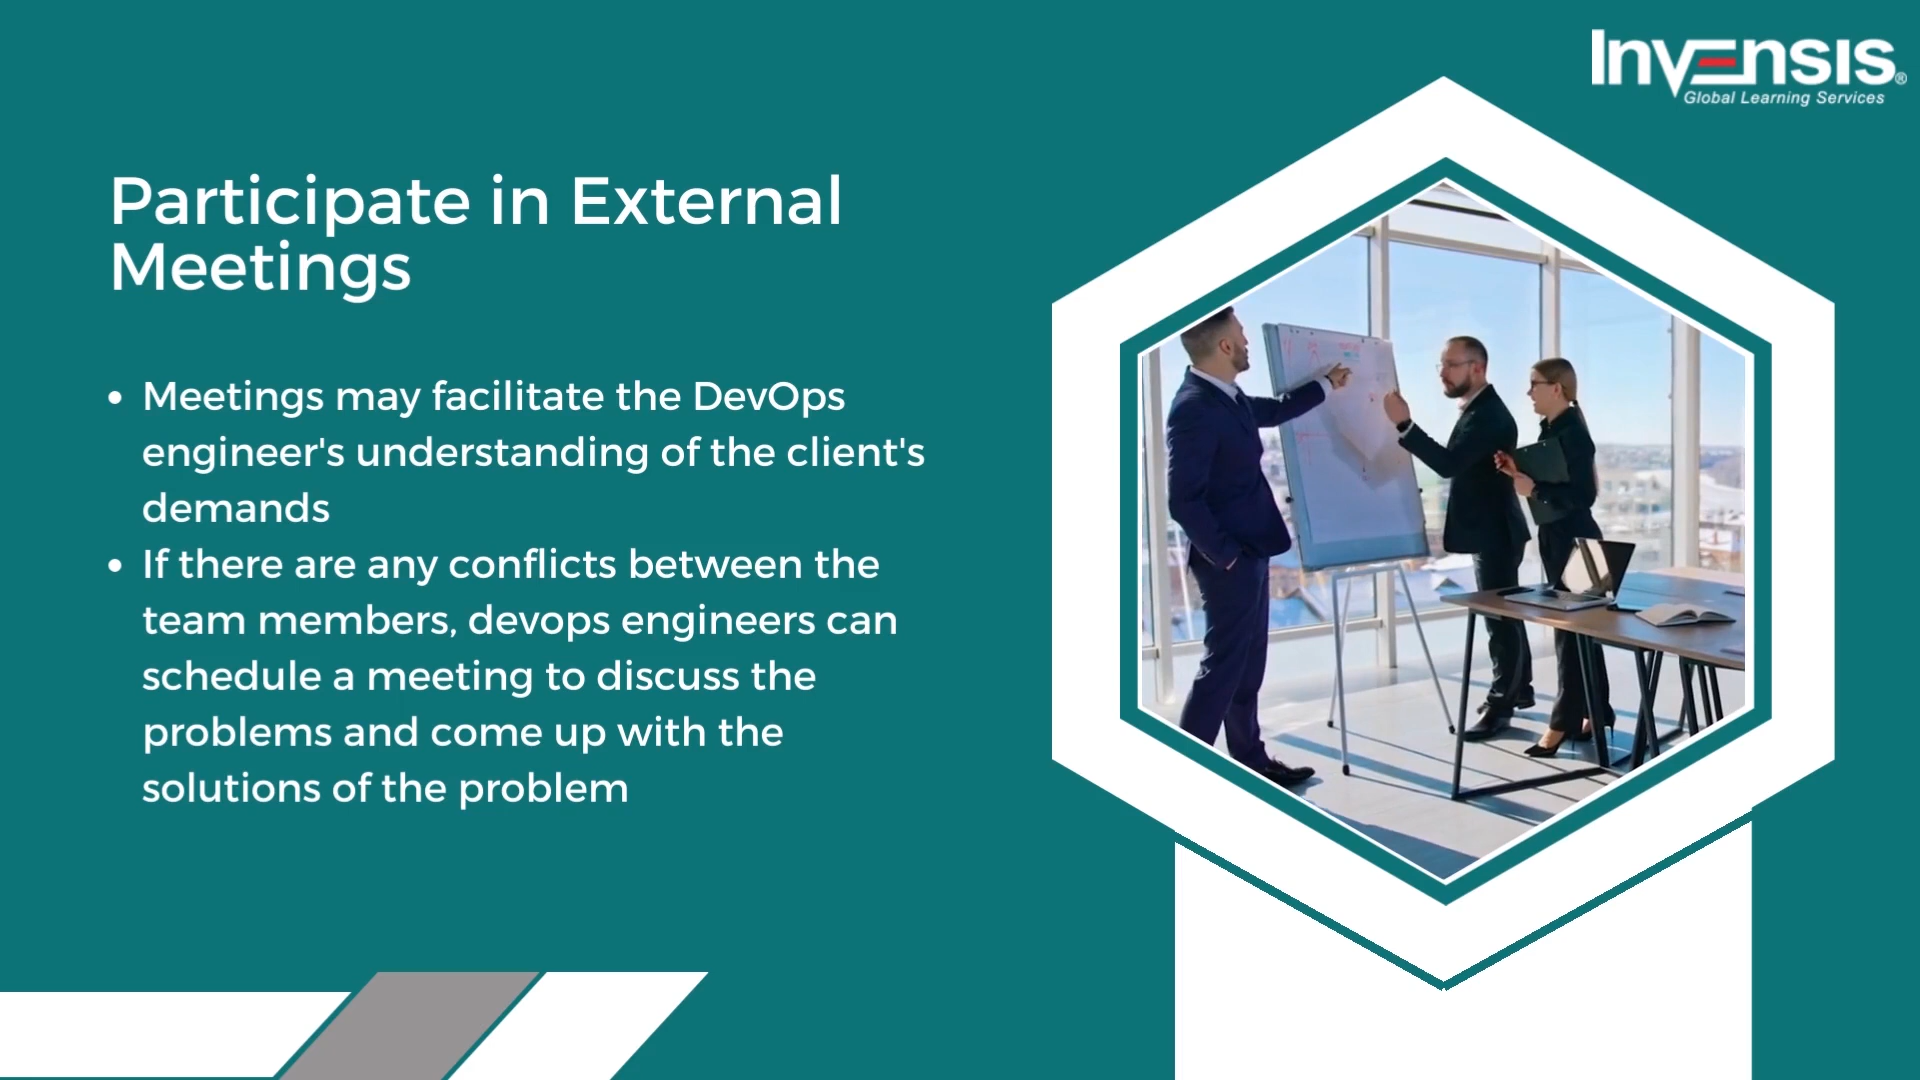 Invensis®
Global Learning Services
Participate in External
Meetings
• Meetings may facilitate the DevOps
engineer's understanding of the client's
demands
• If there are any conflicts between the
team members, devops engineers can
schedule a meeting to discuss the
problems and come up with the
solutions of the problem